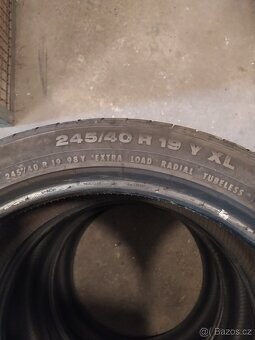 245/40 R 19 Y XL
245/40 R 19 98Y EXTRA LOAD RADIAL TUBELESS
Bazos.cz